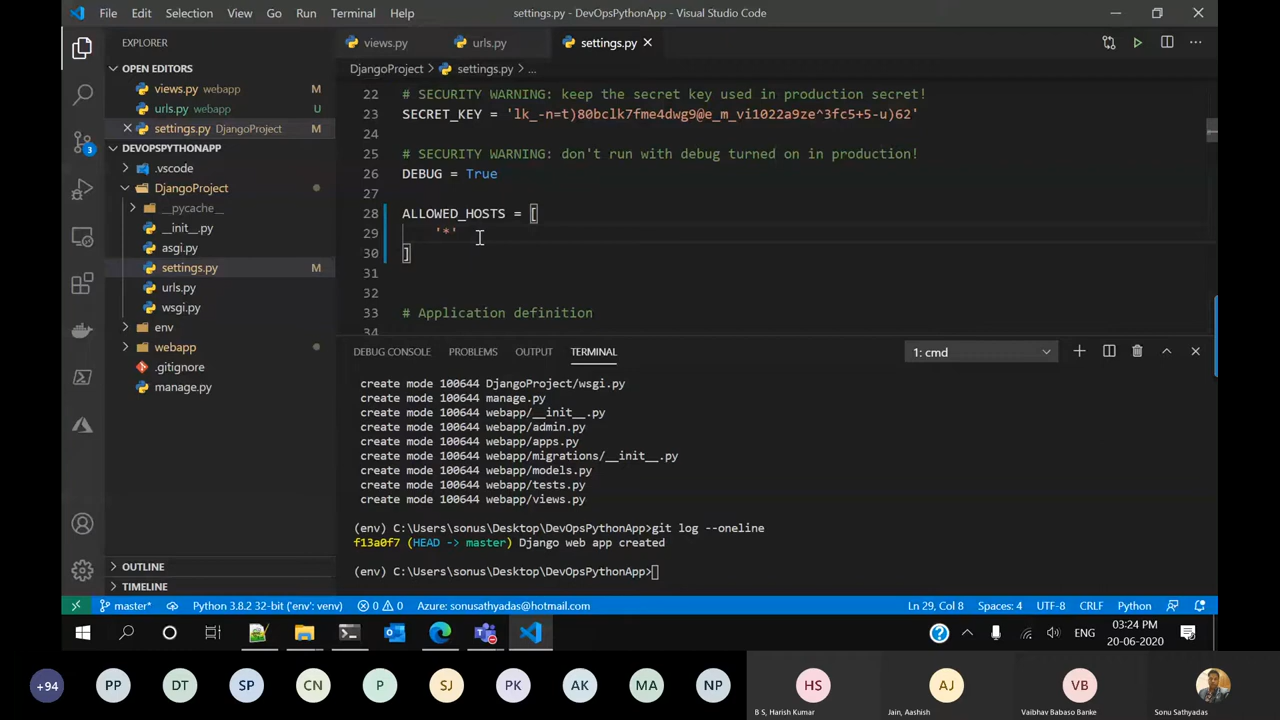 File Edit Selection View Go Run Terminal Help
settings.py - DevOpsPythonApp - Visual Studio Code
EXPLORER
OPEN EDITORS
views.py webapp M
urls.py webapp U
settings.py DjangoProject M
DEVOPSPYTHONAPP
.vscode
DjangoProject
__pycache__
__init__.py
asgi.py
settings.py M
urls.py
wsgi.py
env
webapp
.gitignore
manage.py
OUTLINE
TIMELINE
3
views.py urls.py settings.py
DjangoProject > settings.py > ...
22 # SECURITY WARNING: keep the secret key used in production secret!
23 SECRET_KEY = 'lk_-n=t)80bclk7fme4dwg9@e_m_vi1022a9ze^3fc5+5-u)62'
24
25 # SECURITY WARNING: don't run with debug turned on in production!
26 DEBUG = True
27
28 ALLOWED_HOSTS = [
29 '*'
30 ]
31
32
33 # Application definition
34
DEBUG CONSOLE PROBLEMS OUTPUT TERMINAL 1: cmd
create mode 100644 DjangoProject/wsgi.py
create mode 100644 manage.py
create mode 100644 webapp/__init__.py
create mode 100644 webapp/admin.py
create mode 100644 webapp/apps.py
create mode 100644 webapp/migrations/__init__.py
create mode 100644 webapp/models.py
create mode 100644 webapp/tests.py
create mode 100644 webapp/views.py
(env) C:\Users\sonus\Desktop\DevOpsPythonApp>git log --oneline
f13a0f7 (HEAD -> master) Django web app created
(env) C:\Users\sonus\Desktop\DevOpsPythonApp>
master* Python 3.8.2 32-bit ('env': venv) 0 0 Azure: sonusathyadas@hotmail.com Ln 29, Col 8 Spaces: 4 UTF-8 CRLF Python
ENG 03:24 PM
20-06-2020
+94 PP DT SP CN P SJ PK AK MA NP HS AJ VB
B S, Harish Kumar Jain, Aashish Vaibhav Babaso Banke Sonu Sathyadas